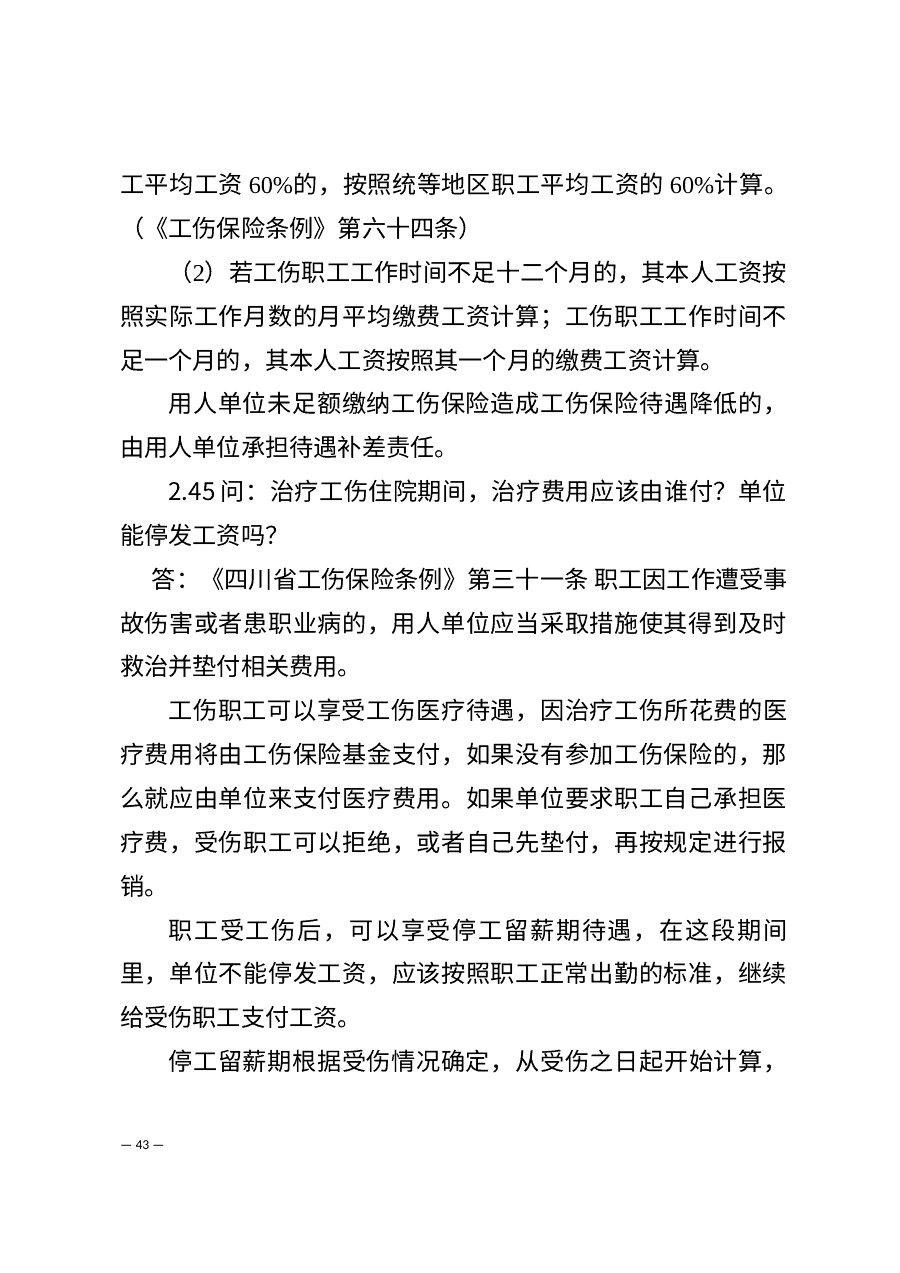 工平均工资 60%的，按照统等地区职工平均工资的 60%计算。
（《工伤保险条例》第六十四条）
（2）若工伤职工工作时间不足十二个月的，其本人工资按
照实际工作月数的月平均缴费工资计算；工伤职工工作时间不
足一个月的，其本人工资按照其一个月的缴费工资计算。
用人单位未足额缴纳工伤保险造成工伤保险待遇降低的，
由用人单位承担待遇补差责任。
2.45 问：治疗工伤住院期间，治疗费用应该由谁付？单位
能停发工资吗？
答：《四川省工伤保险条例》第三十一条 职工因工作遭受事
故伤害或者患职业病的，用人单位应当采取措施使其得到及时
救治并垫付相关费用。
工伤职工可以享受工伤医疗待遇，因治疗工伤所花费的医
疗费用将由工伤保险基金支付，如果没有参加工伤保险的，那
么就应由单位来支付医疗费用。如果单位要求职工自己承担医
疗费，受伤职工可以拒绝，或者自己先垫付，再按规定进行报
销。
职工受工伤后，可以享受停工留薪期待遇，在这段期间
里，单位不能停发工资，应该按照职工正常出勤的标准，继续
给受伤职工支付工资。
停工留薪期根据受伤情况确定，从受伤之日起开始计算，
— 43 —